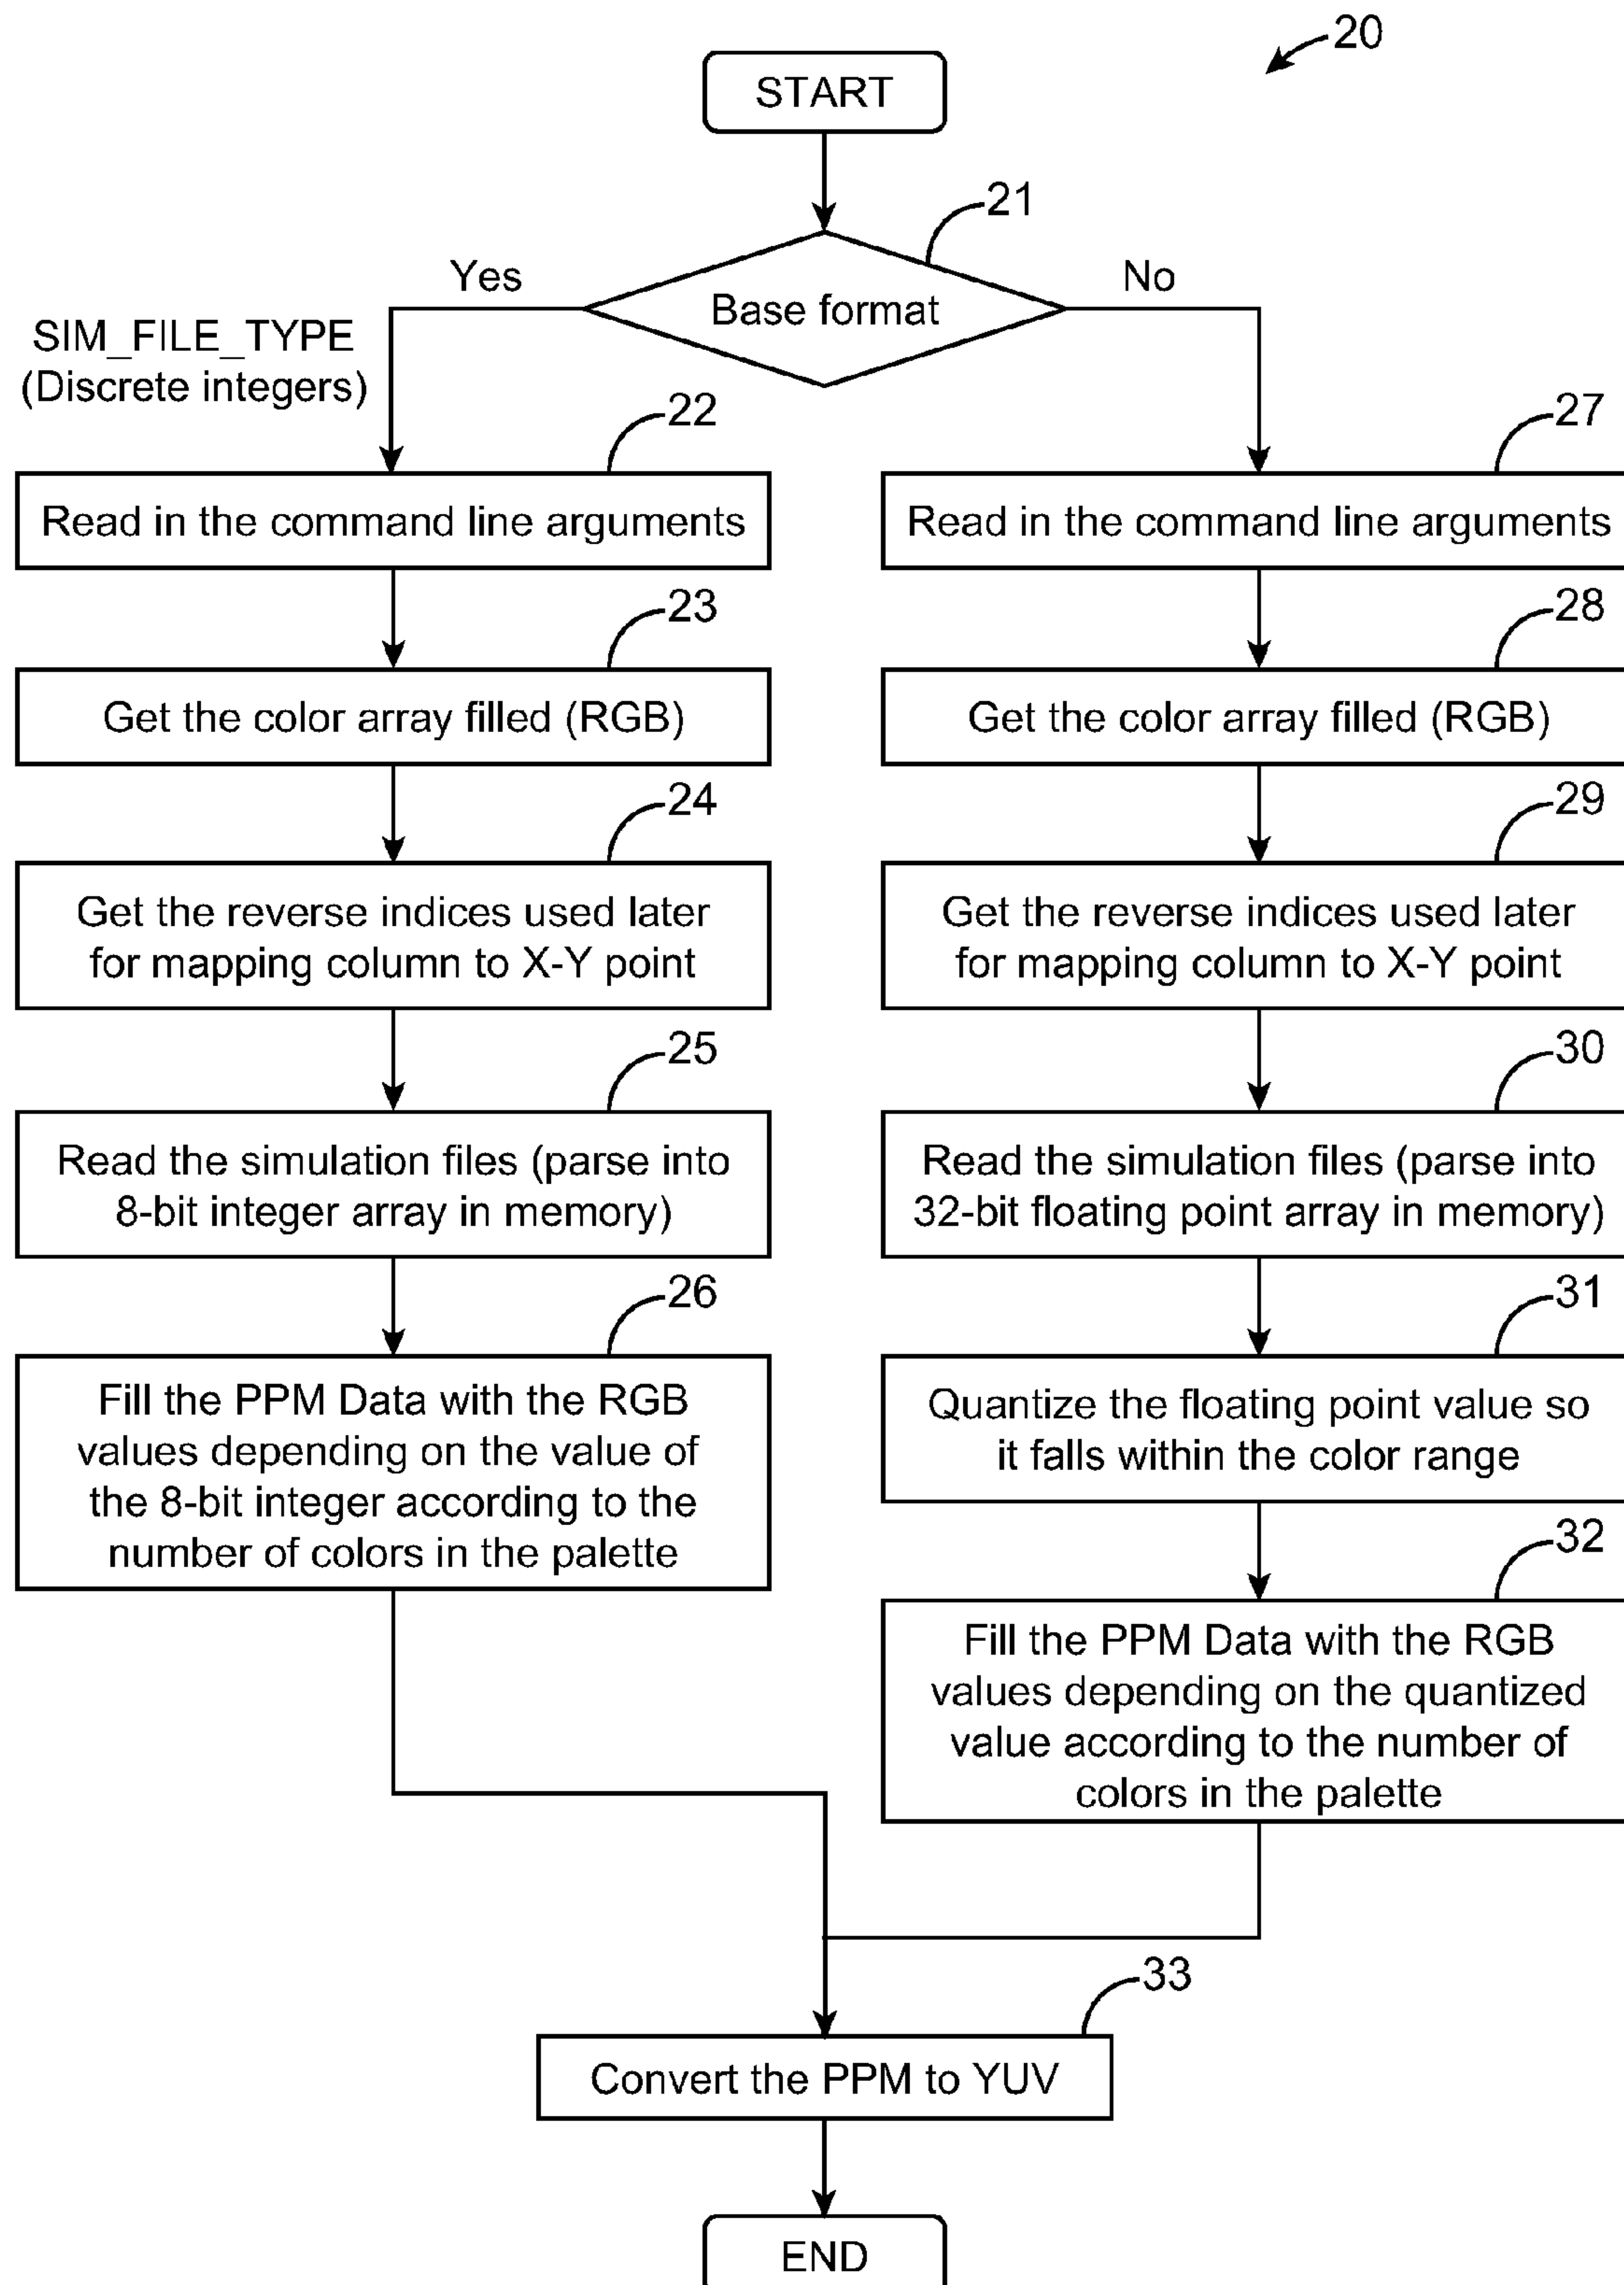 20
START
21
Yes
No
Base format
SIM_FILE_TYPE
(Discrete integers)
22
Read in the command line arguments
23
Get the color array filled (RGB)
24
Get the reverse indices used later
for mapping column to X-Y point
25
Read the simulation files (parse into
8-bit integer array in memory)
26
Fill the PPM Data with the RGB
values depending on the value of
the 8-bit integer according to the
number of colors in the palette
27
Read in the command line arguments
28
Get the color array filled (RGB)
29
Get the reverse indices used later
for mapping column to X-Y point
30
Read the simulation files (parse into
32-bit floating point array in memory)
31
Quantize the floating point value so
it falls within the color range
32
Fill the PPM Data with the RGB
values depending on the quantized
value according to the number of
colors in the palette
33
Convert the PPM to YUV
END